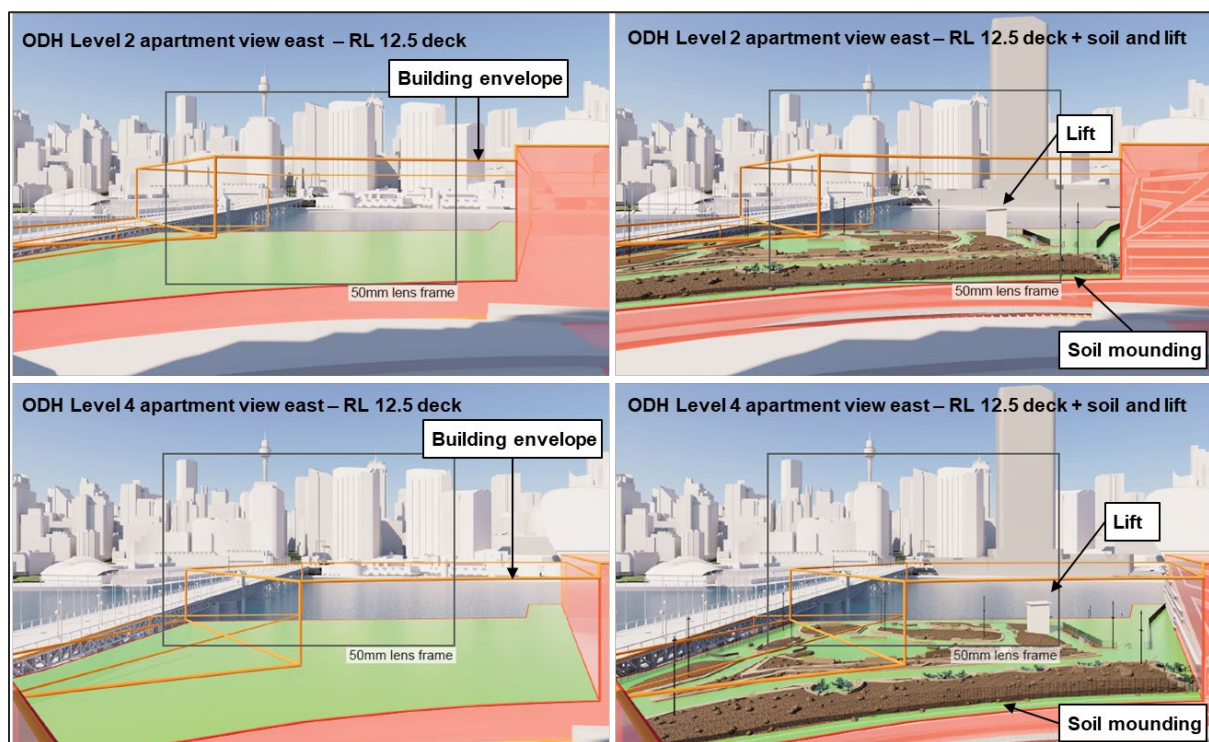 ODH Level 2 apartment view east – RL 12.5 deck
Building envelope
50mm lens frame
ODH Level 2 apartment view east – RL 12.5 deck + soil and lift
Lift
50mm lens frame
Soil mounding
ODH Level 4 apartment view east – RL 12.5 deck
Building envelope
50mm lens frame
ODH Level 4 apartment view east – RL 12.5 deck + soil and lift
Lift
50mm lens frame
Soil mounding